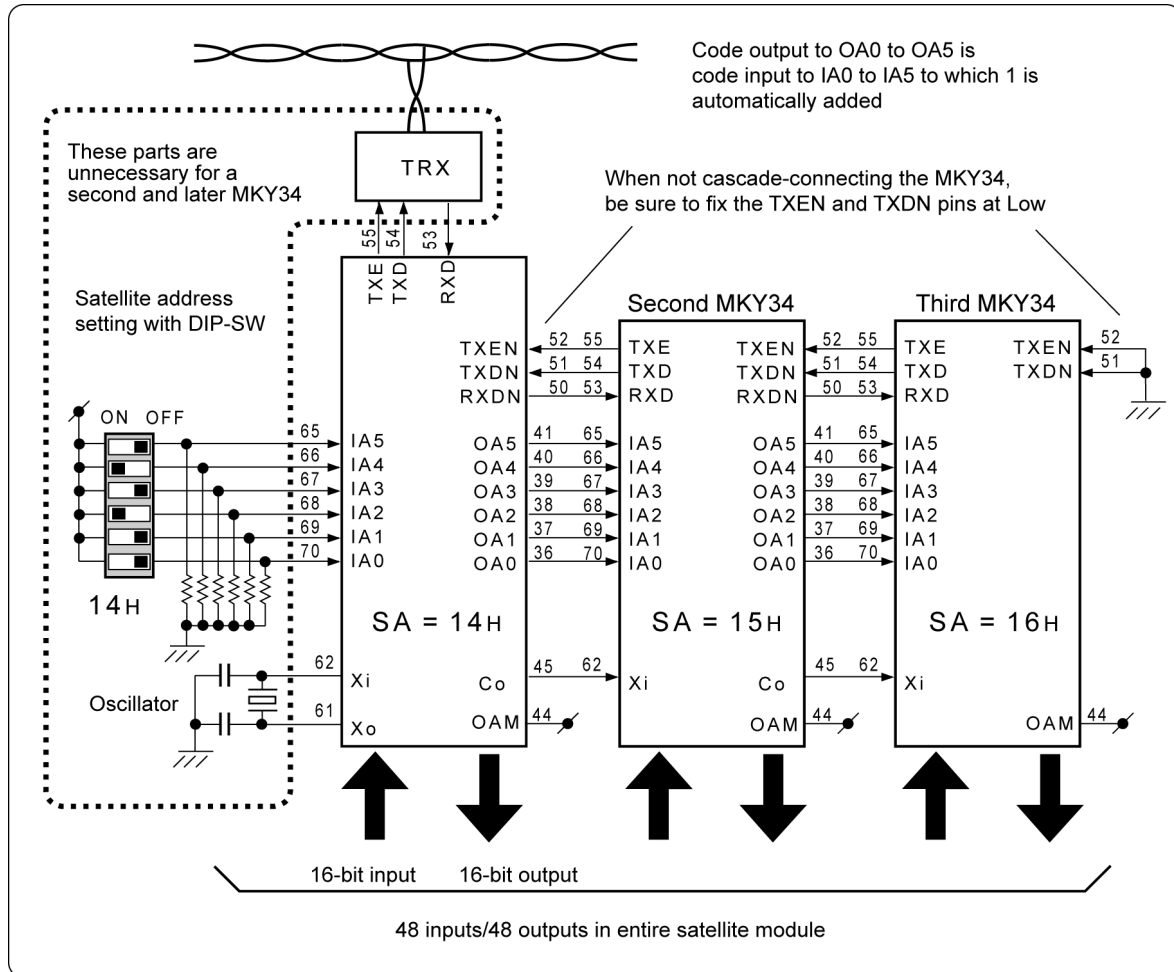 Code output to OA0 to OA5 is
code input to IA0 to IA5 to which 1 is
automatically added
These parts are
unnecessary for a
second and later MKY34
TRX
When not cascade-connecting the MKY34,
be sure to fix the TXEN and TXDN pins at Low
55 54 53
TXE TXD RXD
Satellite address
setting with DIP-SW
Second MKY34
Third MKY34
TXEN 52 55 TXE TXEN 52 55 TXE TXEN 52
TXDN 51 54 TXD TXDN 51 54 TXD TXDN 51
RXDN 50 53 RXD RXDN 50 53 RXD
ON OFF
65 IA5 OA5 41 65 IA5 OA5 41 65 IA5
66 IA4 OA4 40 66 IA4 OA4 40 66 IA4
67 IA3 OA3 39 67 IA3 OA3 39 67 IA3
68 IA2 OA2 38 68 IA2 OA2 38 68 IA2
69 IA1 OA1 37 69 IA1 OA1 37 69 IA1
70 IA0 OA0 36 70 IA0 OA0 36 70 IA0
14H
SA = 14H SA = 15H SA = 16H
62 Xi Co 45 62 Xi Co 45 62 Xi
Oscillator
61 Xo OAM 44 OAM 44 OAM 44
16-bit input 16-bit output
48 inputs/48 outputs in entire satellite module